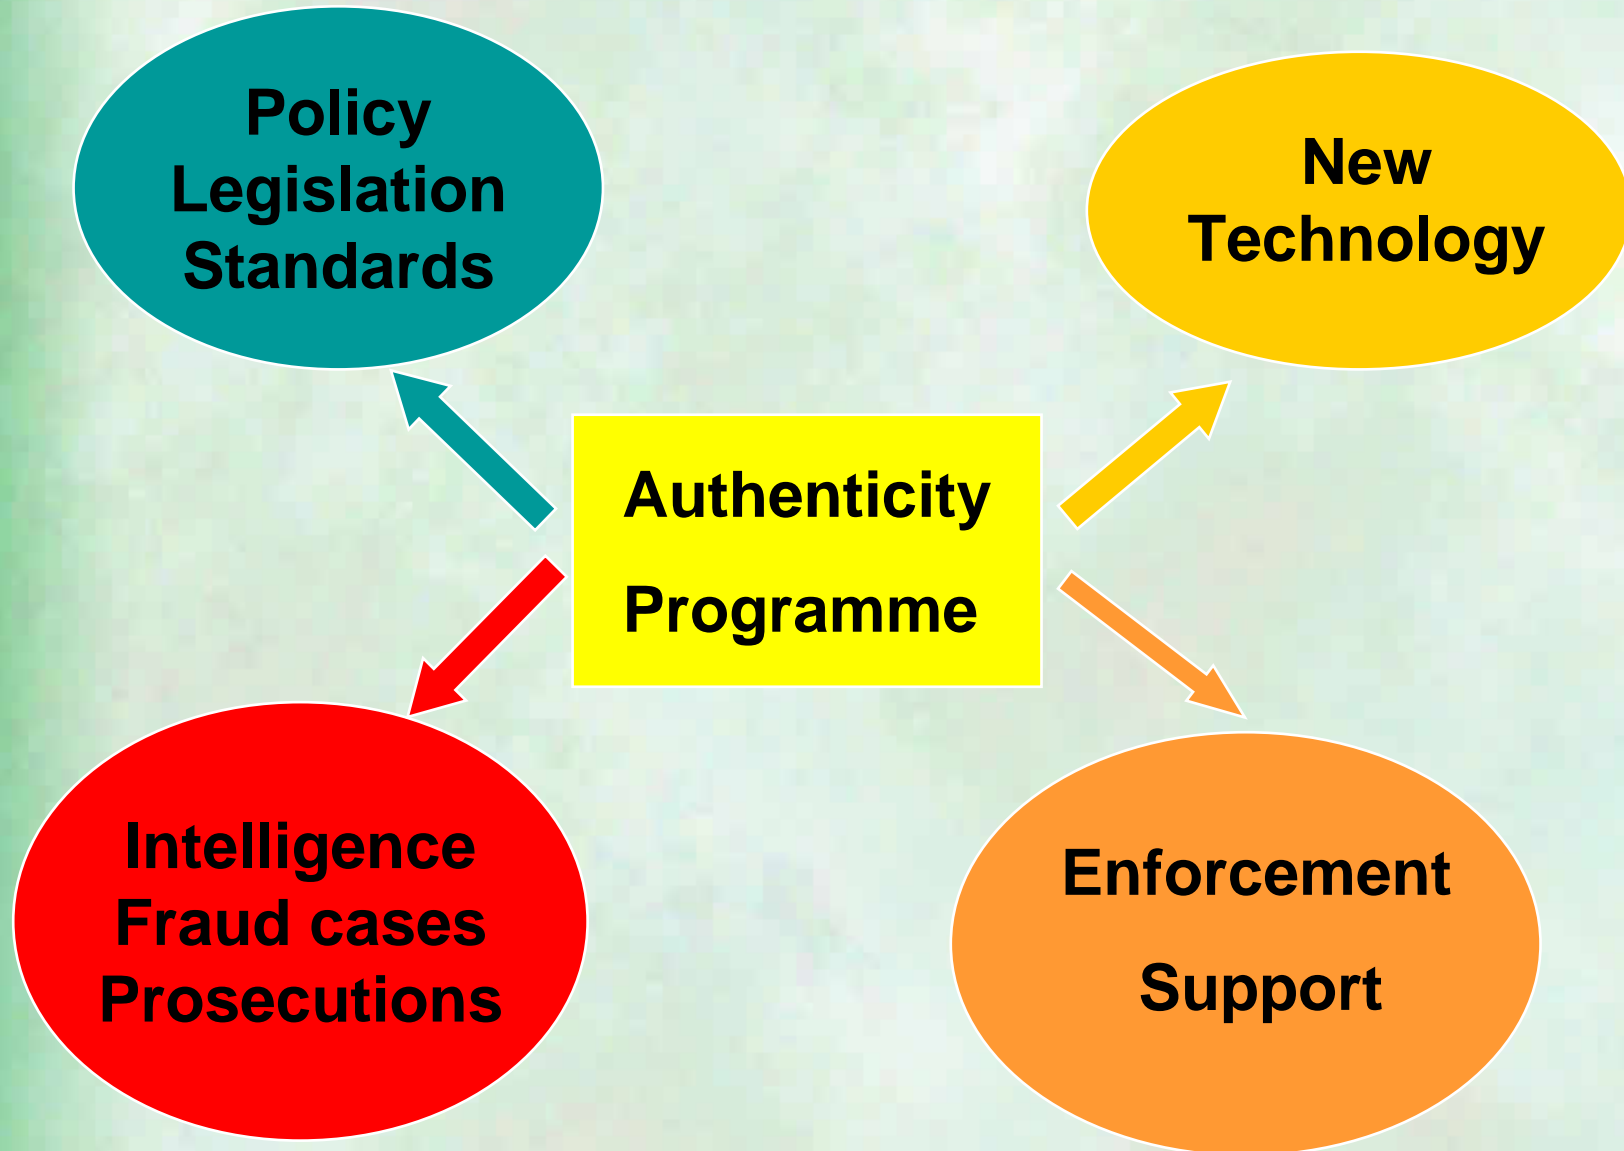 Policy
Legislation
Standards
New
Technology
Authenticity
Programme
Intelligence
Fraud cases
Prosecutions
Enforcement
Support